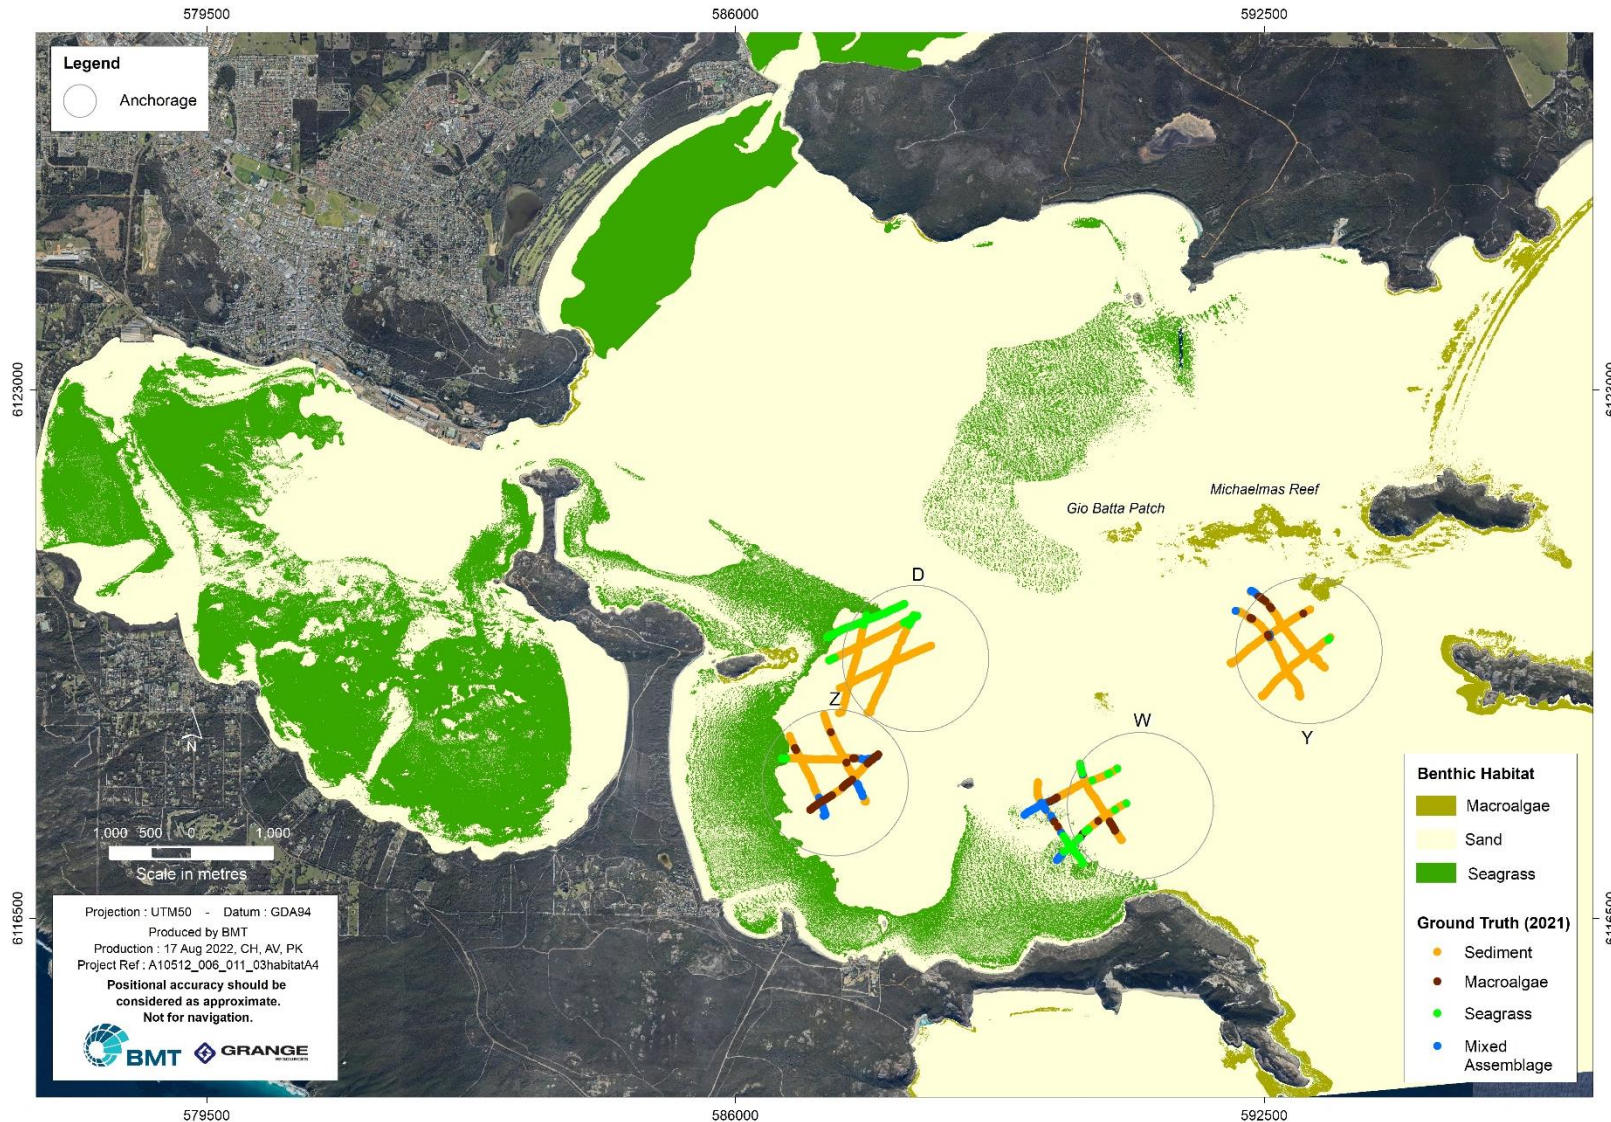 579500
586000
592500
Legend
Anchorage
6123000
6123000
Michaelmas Reef
Gio Batta Patch
D
Z
W
Y
N
1,000 500 0 1,000
Scale in metres
Projection : UTM50 - Datum : GDA94
Produced by BMT
Production : 17 Aug 2022, CH, AV, PK
Project Ref : A10512_006_011_03habitatA4
Positional accuracy should be
considered as approximate.
Not for navigation.
BMT
GRANGE
RESOURCES
Benthic Habitat
Macroalgae
Sand
Seagrass
Ground Truth (2021)
Sediment
Macroalgae
Seagrass
Mixed
Assemblage
6116500
6116500
579500
586000
592500